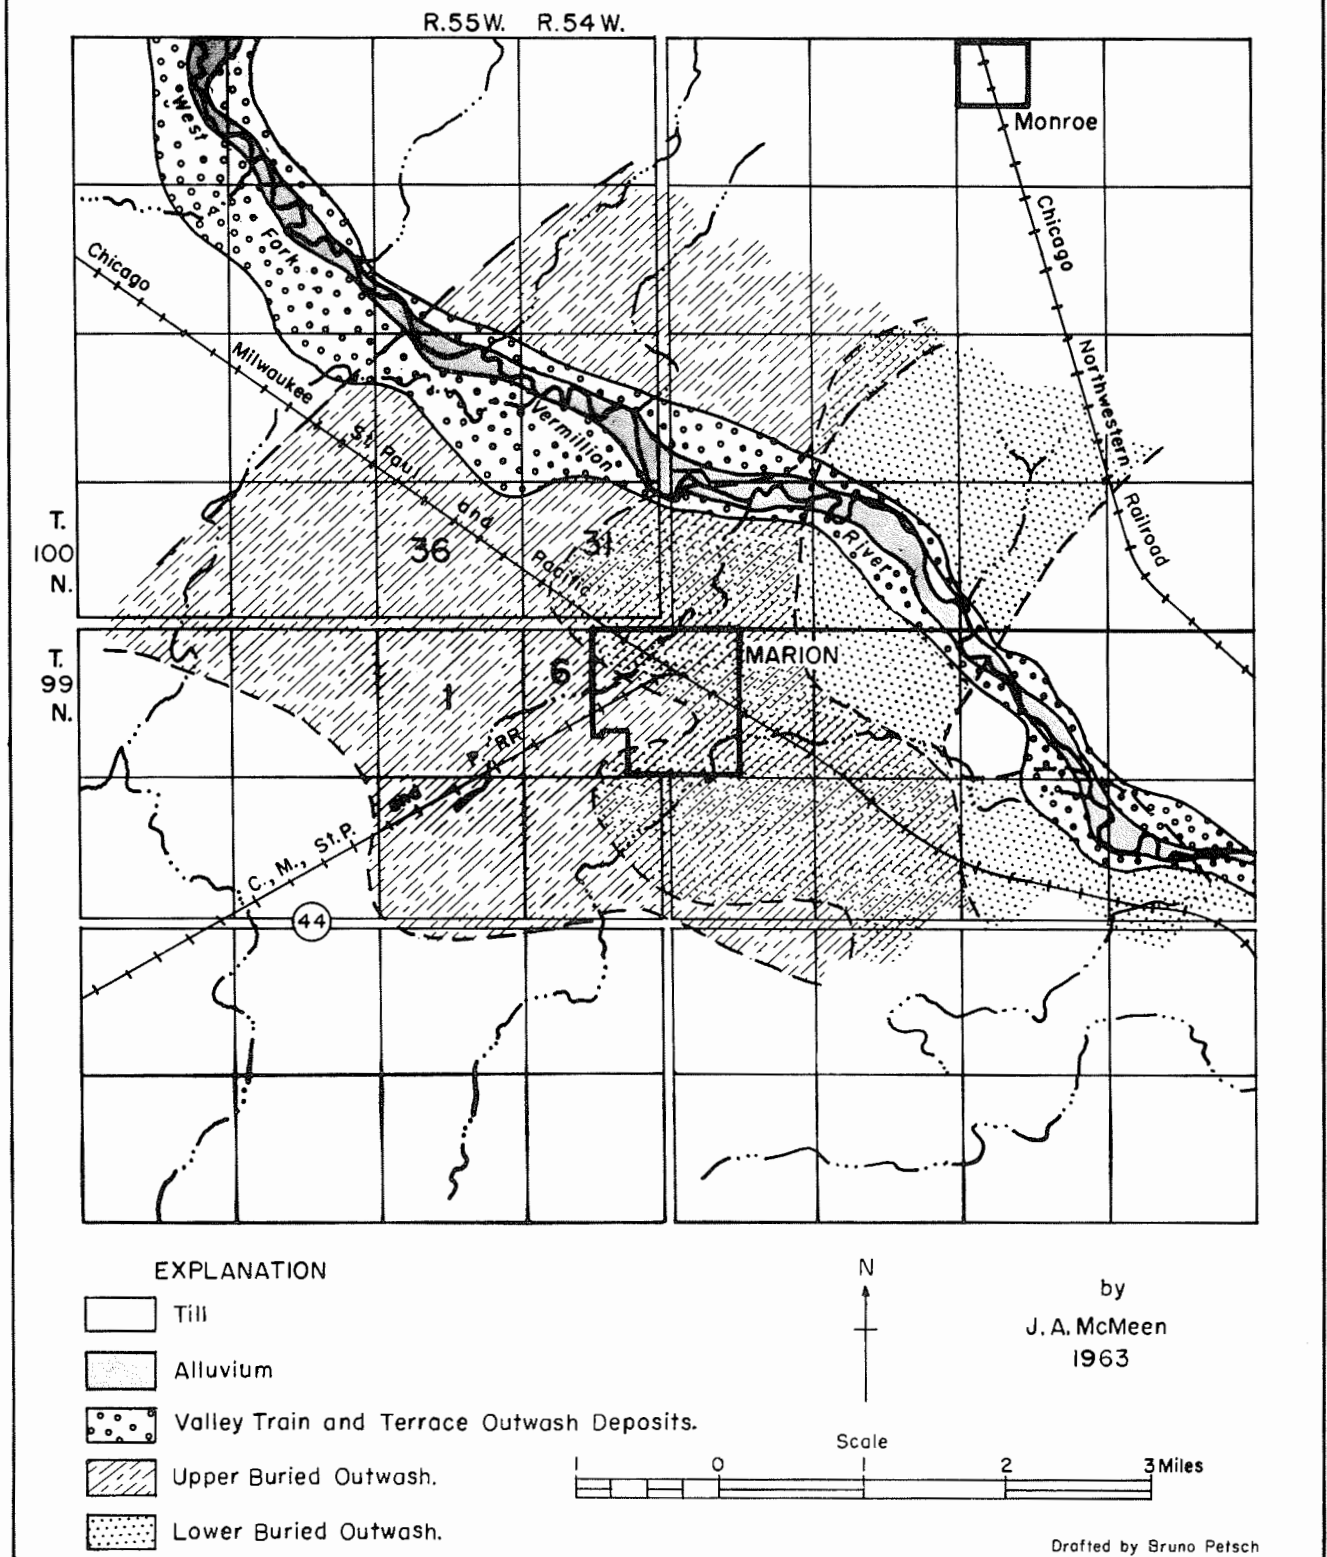 R.55W. R.54W.
Monroe
West
Fork
Vermillion
River
Chicago
Northwestern
Railroad
Chicago
Milwaukee
St. Paul and
Pacific
T.
100
N.
36
31
T.
99
N.
1
6
MARION
C., M., St.P. and P. RR
44
EXPLANATION
Till
Alluvium
Valley Train and Terrace Outwash Deposits.
Upper Buried Outwash.
Lower Buried Outwash.
N
by
J. A. McMeen
1963
Scale
1 0 1 2 3 Miles
Drafted by Bruno Petsch